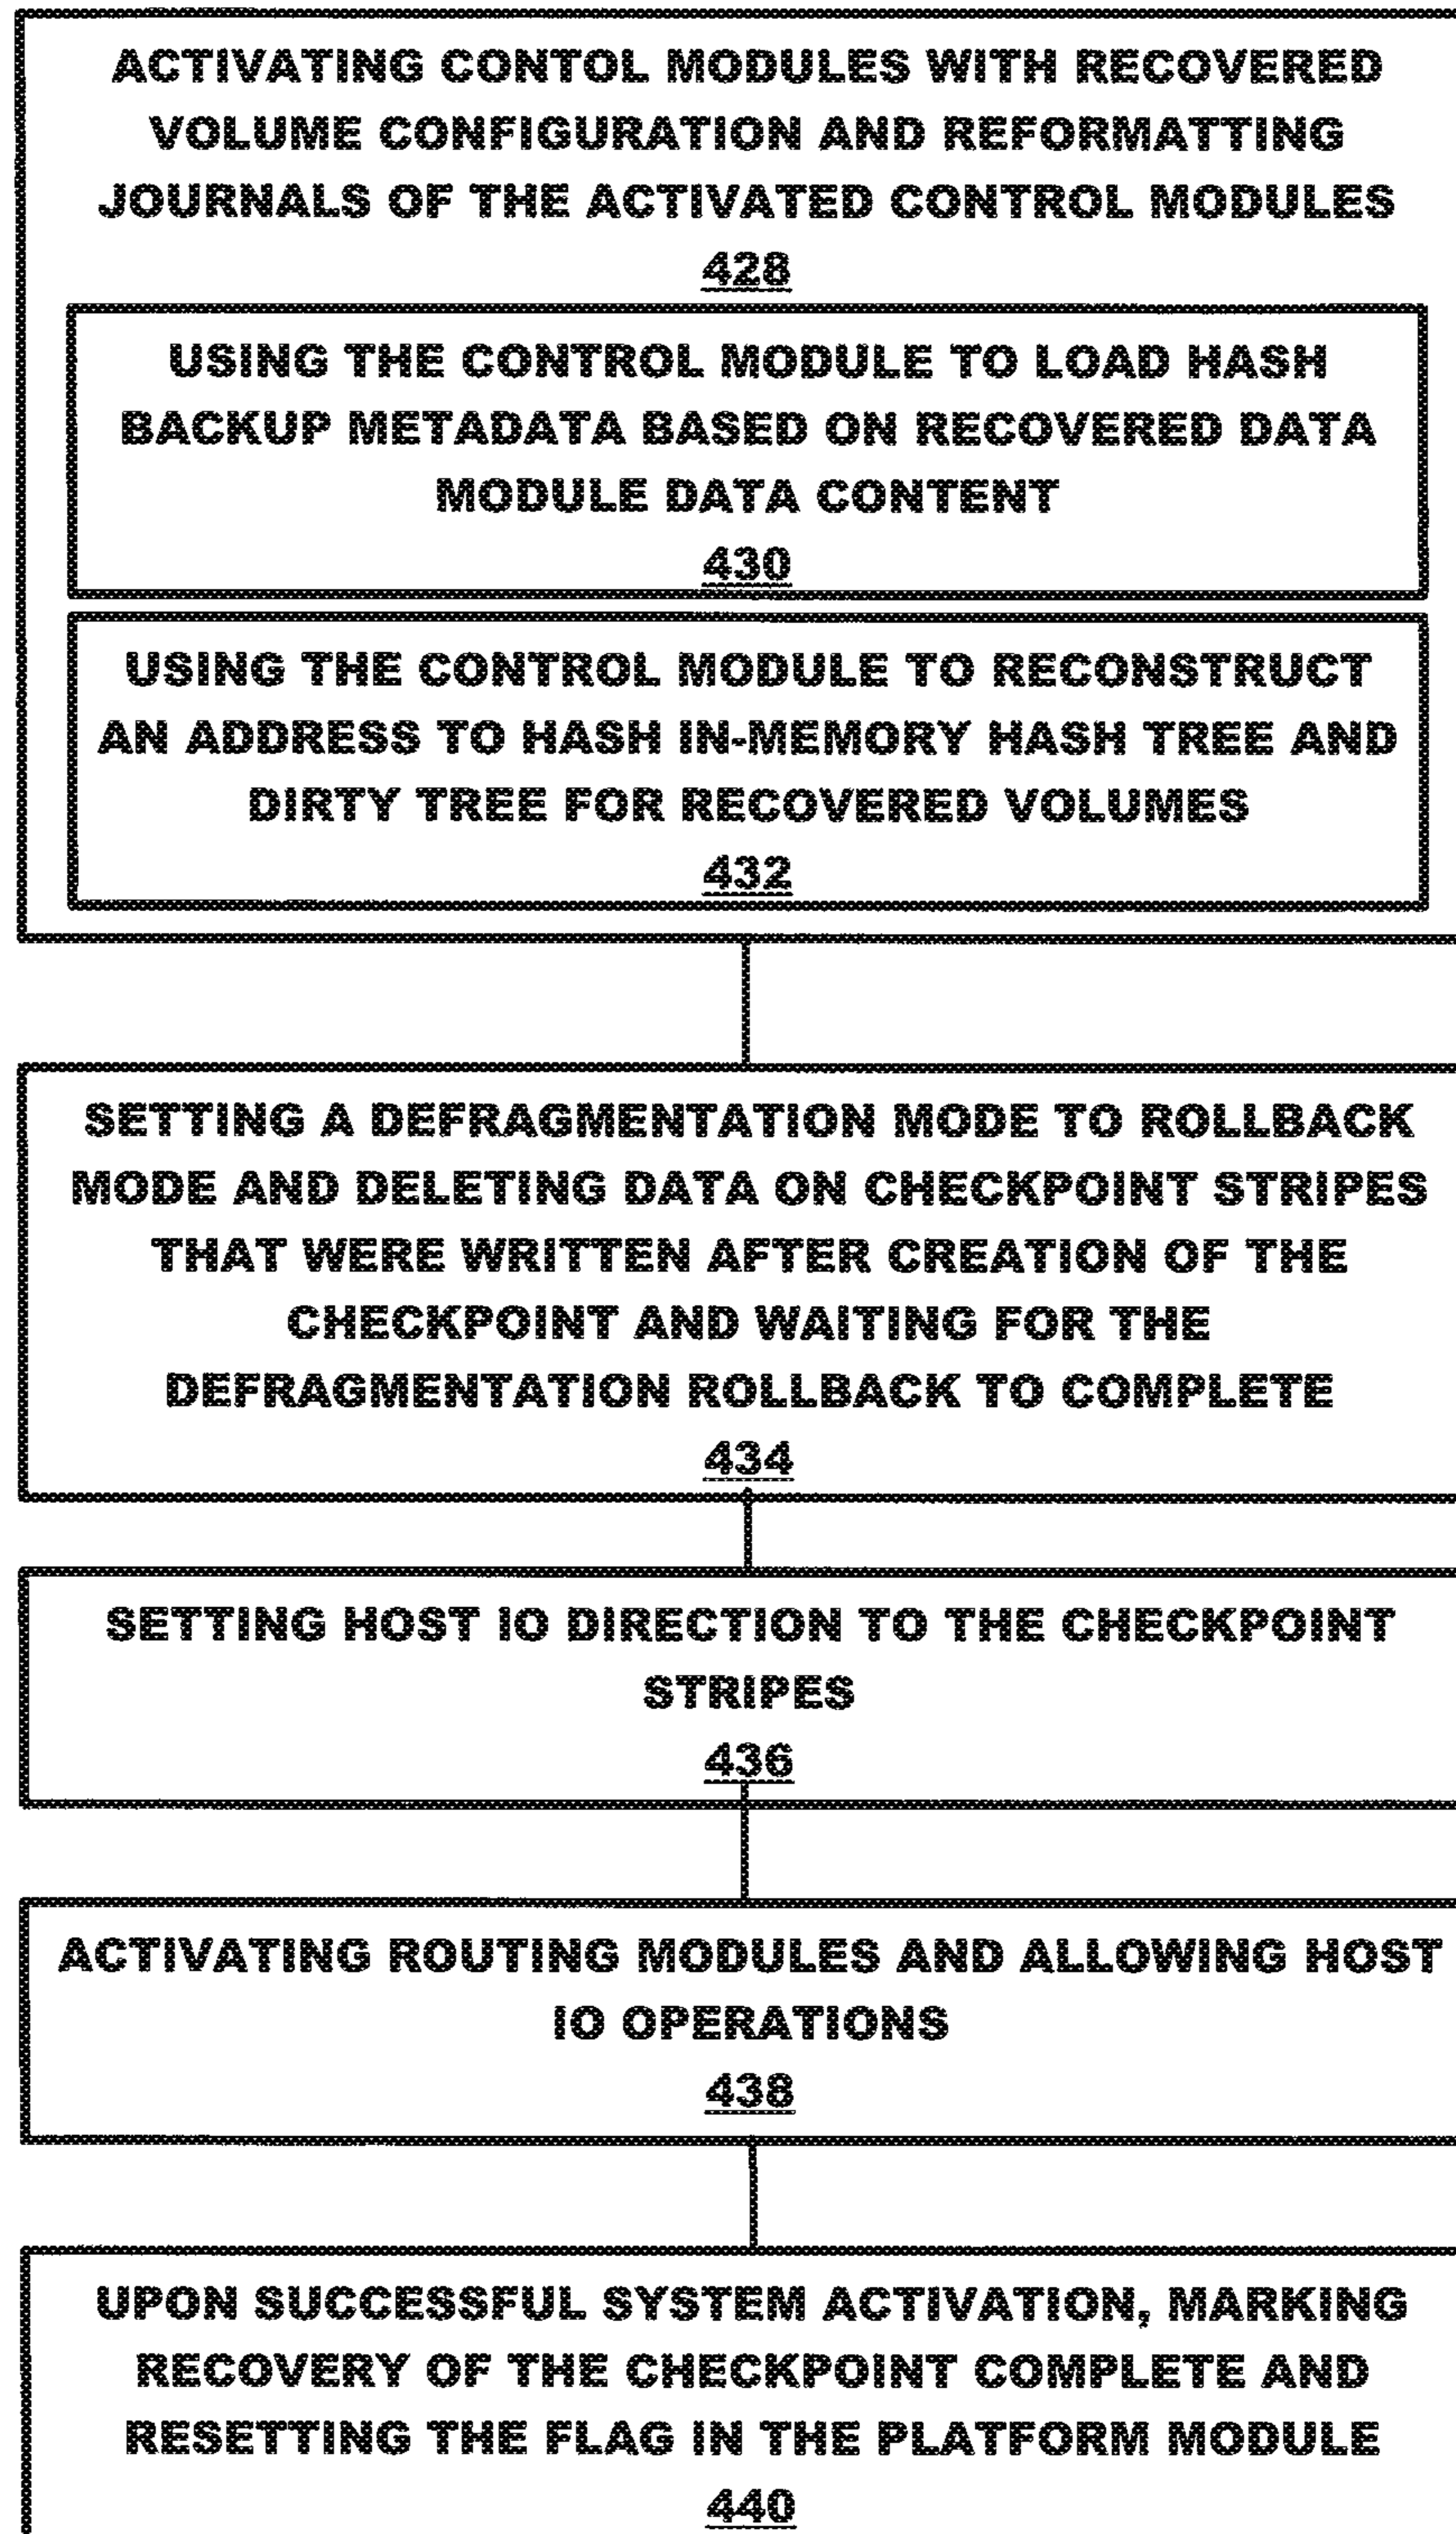 ACTIVATING CONTOL MODULES WITH RECOVERED
VOLUME CONFIGURATION AND REFORMATTING
JOURNALS OF THE ACTIVATED CONTROL MODULES
428
USING THE CONTROL MODULE TO LOAD HASH
BACKUP METADATA BASED ON RECOVERED DATA
MODULE DATA CONTENT
430
USING THE CONTROL MODULE TO RECONSTRUCT
AN ADDRESS TO HASH IN-MEMORY HASH TREE AND
DIRTY TREE FOR RECOVERED VOLUMES
432
SETTING A DEFRAGMENTATION MODE TO ROLLBACK
MODE AND DELETING DATA ON CHECKPOINT STRIPES
THAT WERE WRITTEN AFTER CREATION OF THE
CHECKPOINT AND WAITING FOR THE
DEFRAGMENTATION ROLLBACK TO COMPLETE
434
SETTING HOST IO DIRECTION TO THE CHECKPOINT
STRIPES
436
ACTIVATING ROUTING MODULES AND ALLOWING HOST
IO OPERATIONS
438
UPON SUCCESSFUL SYSTEM ACTIVATION, MARKING
RECOVERY OF THE CHECKPOINT COMPLETE AND
RESETTING THE FLAG IN THE PLATFORM MODULE
440